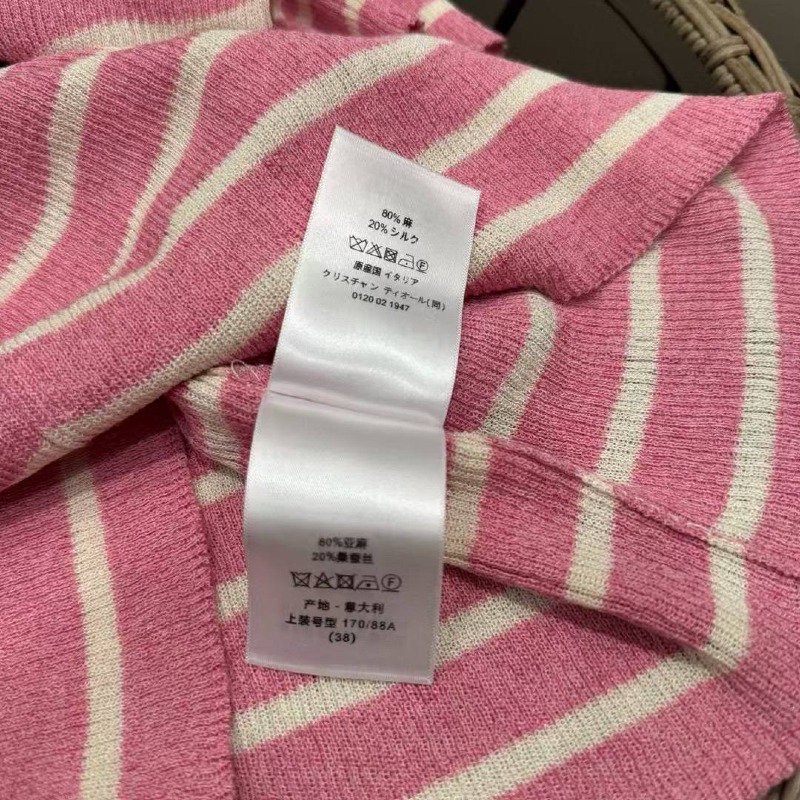 80%麻
20%シルク
原産国 イタリア
クリスチャン ディオール(同)
0120 02 1947
80%亚麻
20%桑蚕丝
产地 - 意大利
上装号型 170/88A
(38)